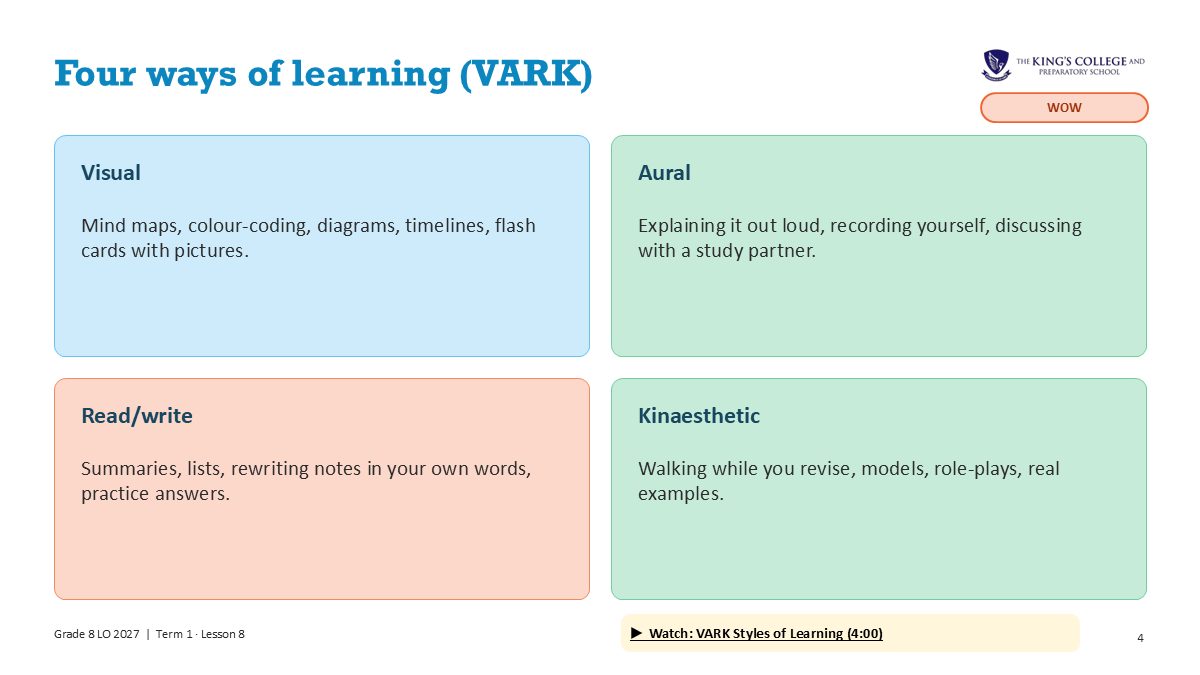 Four ways of learning (VARK)
THE KING'S COLLEGE AND
PREPARATORY SCHOOL
WOW
Visual
Mind maps, colour-coding, diagrams, timelines, flash
cards with pictures.
Aural
Explaining it out loud, recording yourself, discussing
with a study partner.
Read/write
Summaries, lists, rewriting notes in your own words,
practice answers.
Kinaesthetic
Walking while you revise, models, role-plays, real
examples.
Grade 8 LO 2027 | Term 1 · Lesson 8
▶ Watch: VARK Styles of Learning (4:00)
4